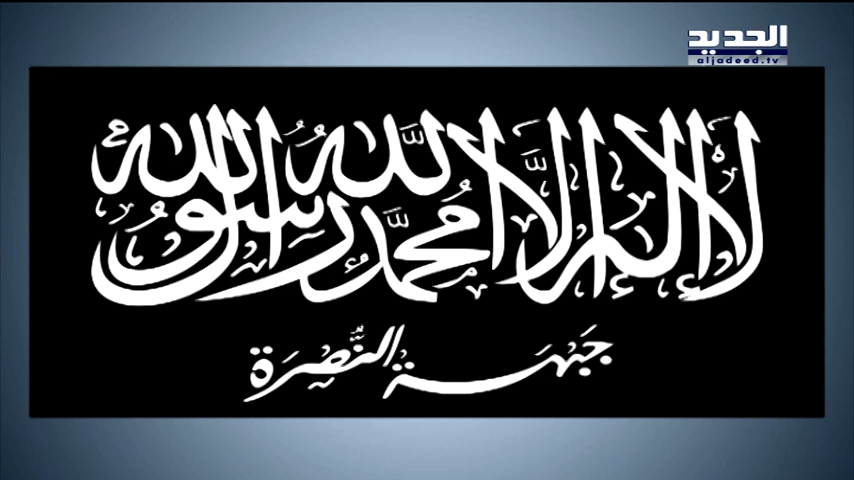 الجديد
aljadeed.tv
لا إله إلا الله محمد رسول الله
جبهة النصرة